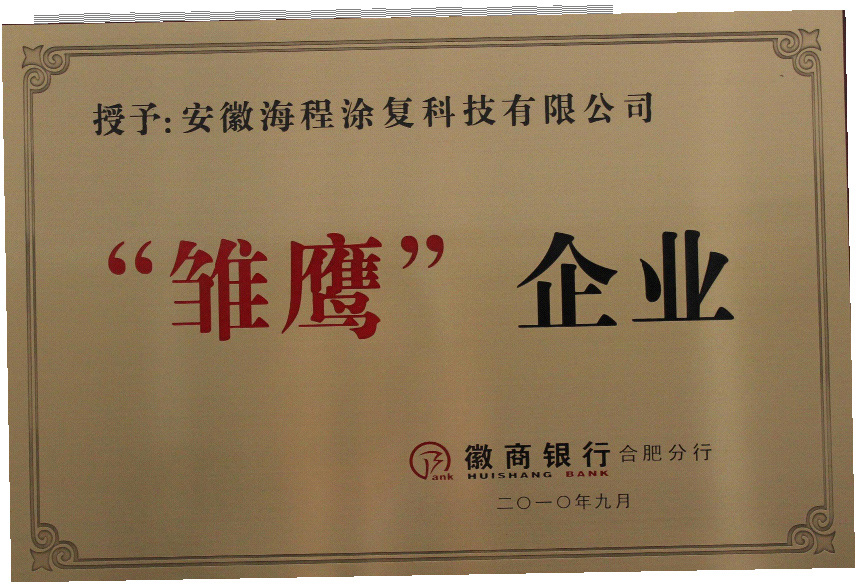 授予:安徽海程涂复科技有限公司
“雏鹰” 企业
徽商银行合肥分行
ank HUISHANG BANK
二〇一〇年九月